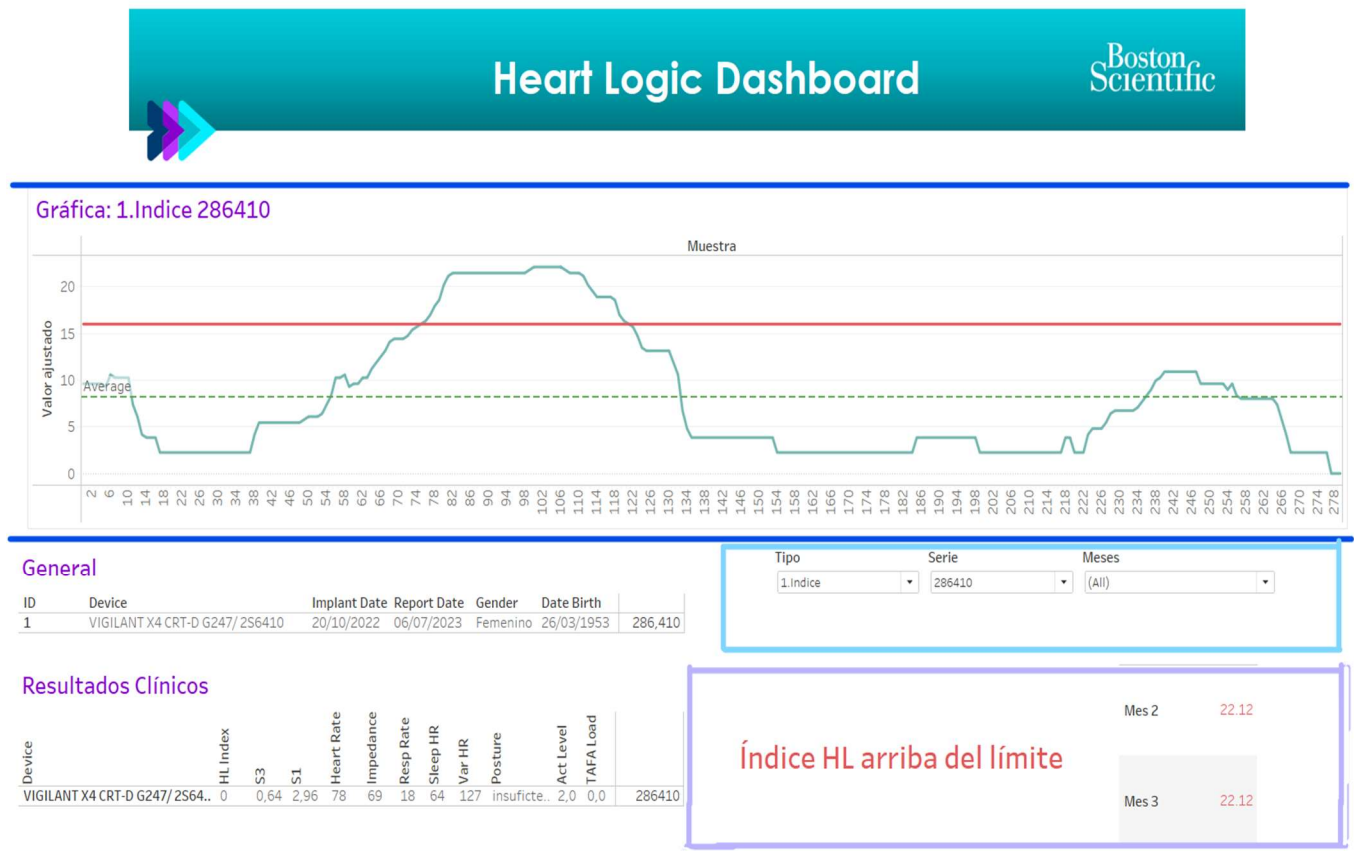 Heart Logic Dashboard
Boston
Scientific
Gráfica: 1.Indice 286410
Muestra
Valor ajustado
20
15
10
5
0
Average
2 6 10 14 18 22 26 30 34 38 42 46 50 54 58 62 66 70 74 78 82 86 90 94 98 102 106 110 114 118 122 126 130 134 138 142 146 150 154 158 162 166 170 174 178 182 186 190 194 198 202 206 210 214 218 222 226 230 234 238 242 246 250 254 258 262 266 270 274 278
General
ID Device Implant Date Report Date Gender Date Birth
1 VIGILANT X4 CRT-D G247/ 2S6410 20/10/2022 06/07/2023 Femenino 26/03/1953 286,410
Tipo Serie Meses
1.Indice 286410 (All)
Resultados Clínicos
Device HL Index S3 S1 Heart Rate Impedance Resp Rate Sleep HR Var HR Posture Act Level TAFA Load
VIGILANT X4 CRT-D G247/ 2S64.. 0 0,64 2,96 78 69 18 64 127 insuficte.. 2,0 0,0 286410
Índice HL arriba del límite
Mes 2 22.12
Mes 3 22.12